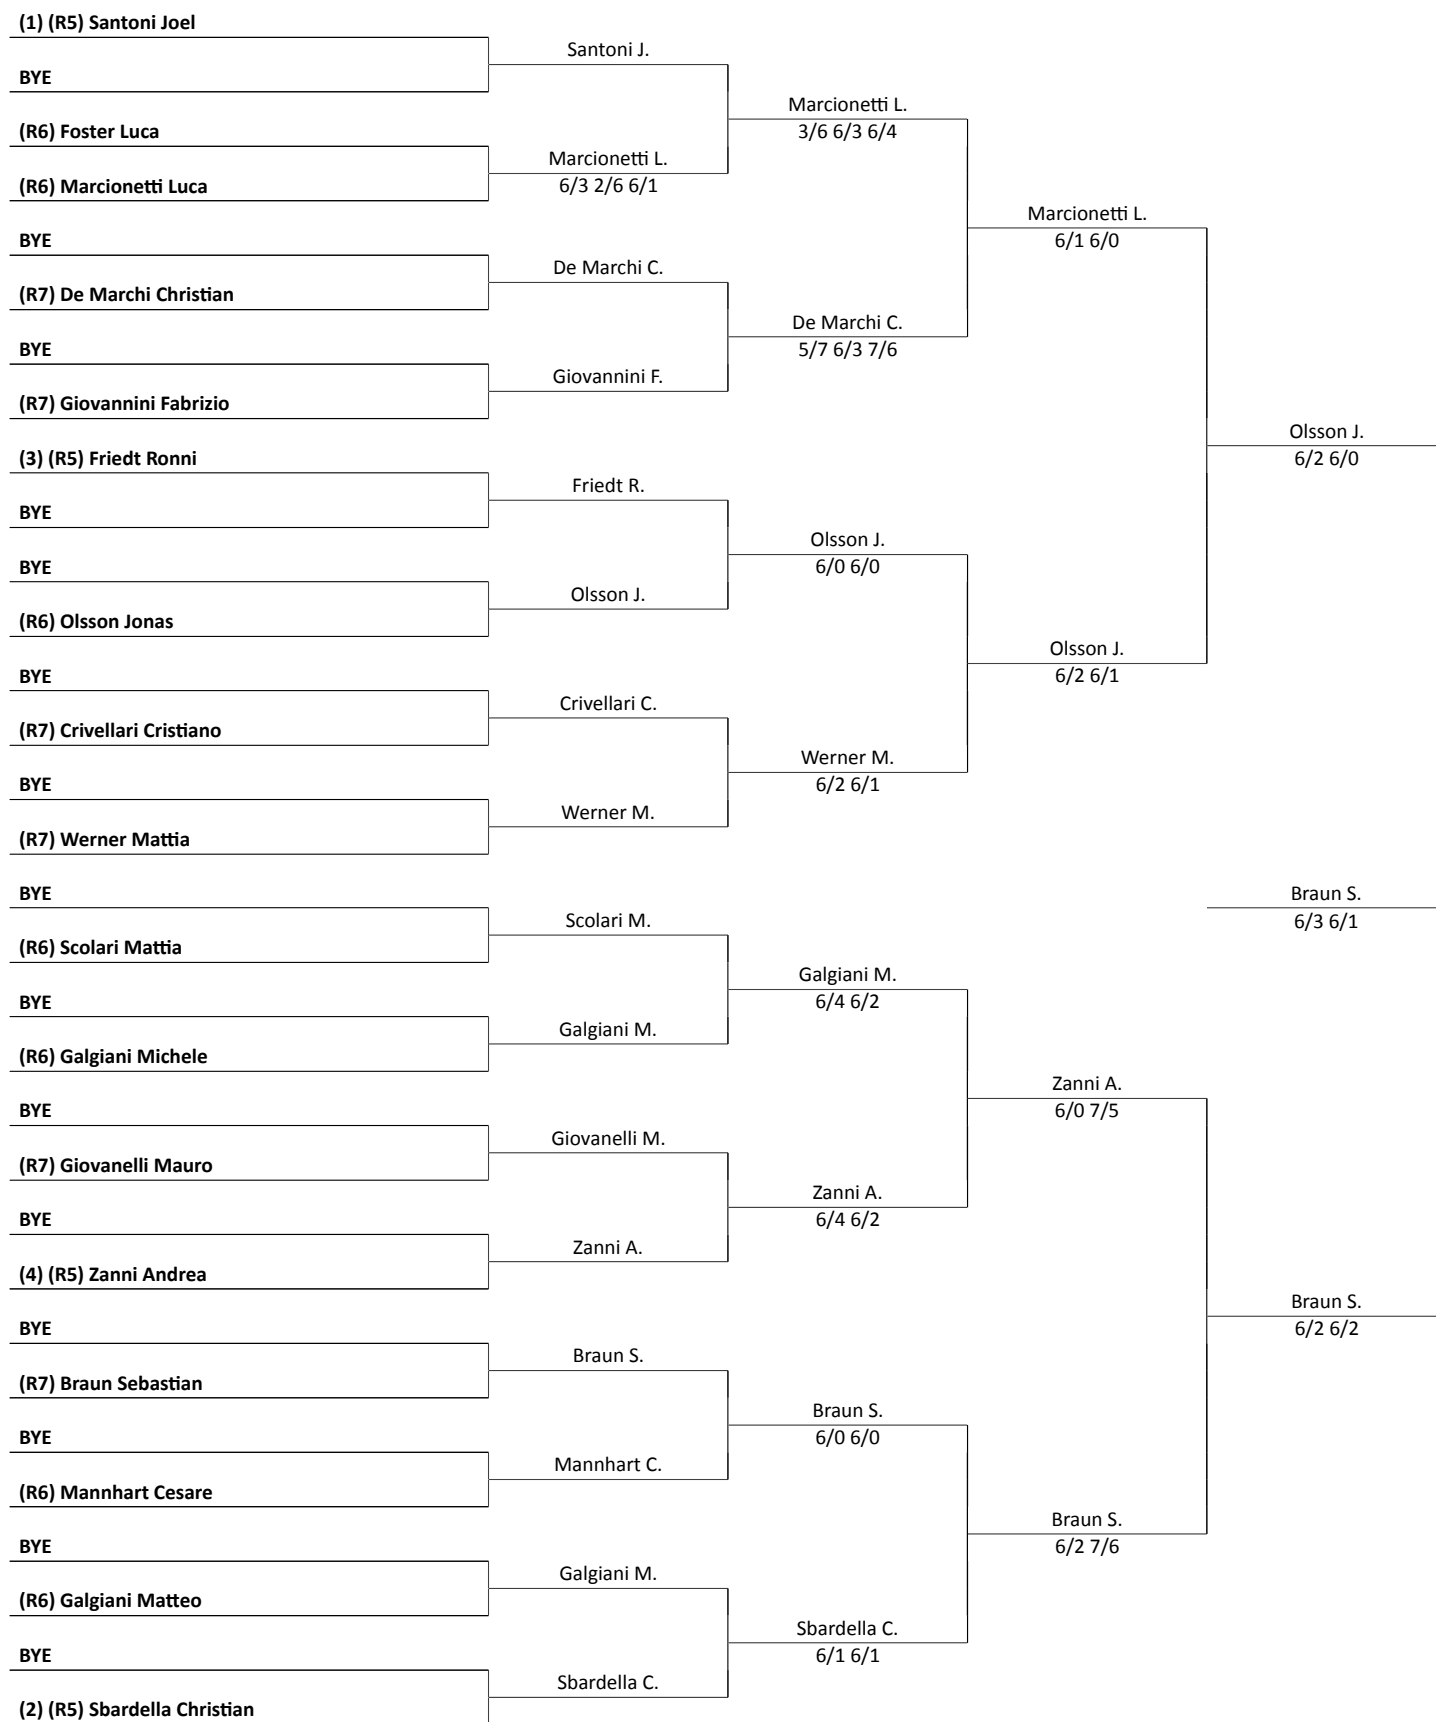 (1) (R5) Santoni Joel
Santoni J.
BYE
Marcionetti L.
3/6 6/3 6/4
(R6) Foster Luca
Marcionetti L.
6/3 2/6 6/1
(R6) Marcionetti Luca
Marcionetti L.
6/1 6/0
BYE
De Marchi C.
(R7) De Marchi Christian
De Marchi C.
5/7 6/3 7/6
BYE
Giovannini F.
(R7) Giovannini Fabrizio
Olsson J.
6/2 6/0
(3) (R5) Friedt Ronni
Friedt R.
BYE
Olsson J.
6/0 6/0
BYE
Olsson J.
(R6) Olsson Jonas
Olsson J.
6/2 6/1
BYE
Crivellari C.
(R7) Crivellari Cristiano
Werner M.
6/2 6/1
BYE
Werner M.
(R7) Werner Mattia
BYE
Braun S.
6/3 6/1
Scolari M.
(R6) Scolari Mattia
Galgiani M.
6/4 6/2
BYE
Galgiani M.
(R6) Galgiani Michele
Zanni A.
6/0 7/5
BYE
Giovanelli M.
(R7) Giovanelli Mauro
Zanni A.
6/4 6/2
BYE
Zanni A.
(4) (R5) Zanni Andrea
Braun S.
6/2 6/2
BYE
Braun S.
(R7) Braun Sebastian
Braun S.
6/0 6/0
BYE
Mannhart C.
(R6) Mannhart Cesare
Braun S.
6/2 7/6
BYE
Galgiani M.
(R6) Galgiani Matteo
Sbardella C.
6/1 6/1
BYE
Sbardella C.
(2) (R5) Sbardella Christian